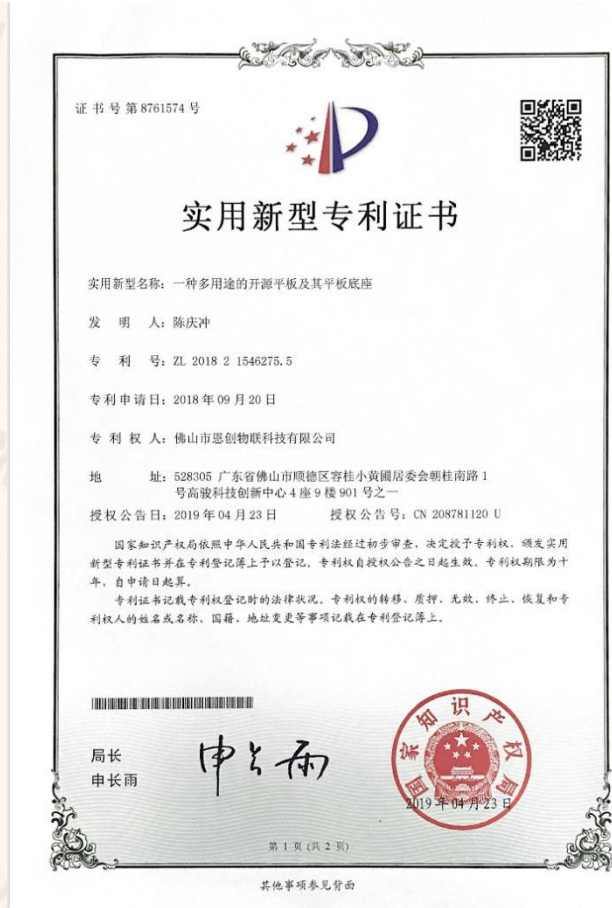 证书号第8761574号
实用新型专利证书
实用新型名称：一种多用途的开源平板及其平板底座
发明人：陈庆冲
专利号：ZL 2018 2 1546275.5
专利申请日：2018年09月20日
专利权人：佛山市恩创物联科技有限公司
地址：528305 广东省佛山市顺德区容桂小黄圃居委会朝桂南路1
号高骏科技创新中心4座9楼901号之一
授权公告日：2019年04月23日 授权公告号：CN 208781120 U
国家知识产权局依照中华人民共和国专利法经过初步审查，决定授予专利权，颁发实用
新型专利证书并在专利登记簿上予以登记。专利权自授权公告之日起生效。专利权期限为十
年，自申请日起算。
专利证书记载专利权登记时的法律状况。专利权的转移、质押、无效、终止、恢复和专
利权人的姓名或名称、国籍、地址变更等事项记载在专利登记簿上。
局长
申长雨
申长雨
国家知识产权局
2019年04月23日
第1页(共2页)
其他事项参见背面